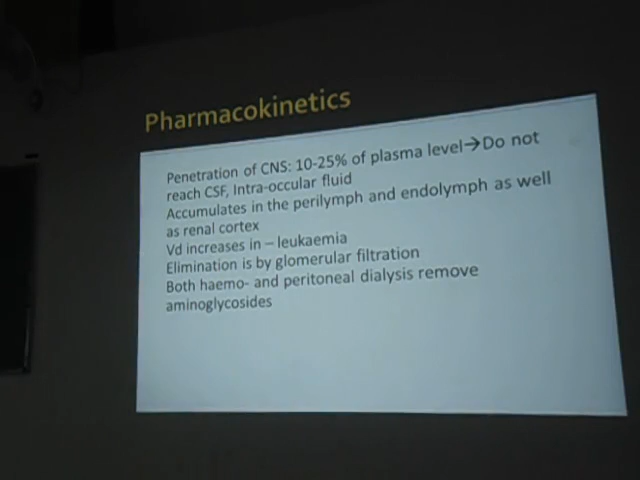 Pharmacokinetics
Penetration of CNS: 10-25% of plasma level→Do not
reach CSF, Intra-occular fluid
Accumulates in the perilymph and endolymph as well
as renal cortex
Vd increases in – leukaemia
Elimination is by glomerular filtration
Both haemo- and peritoneal dialysis remove
aminoglycosides